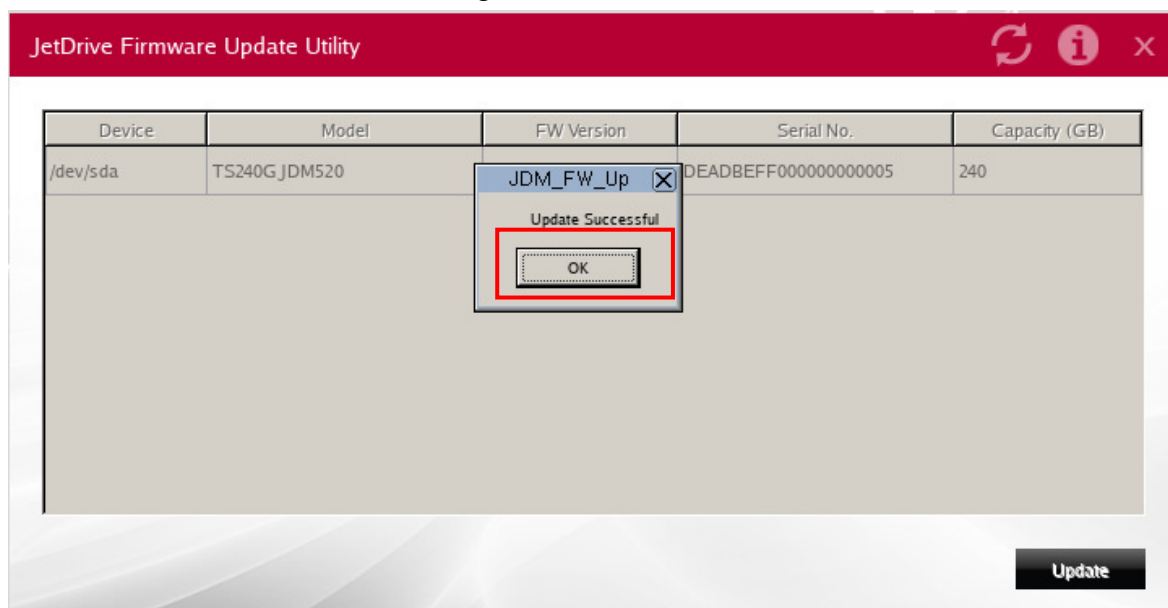 JetDrive Firmware Update Utility
Device Model FW Version Serial No. Capacity (GB)
/dev/sda TS240GJDM520 DEADBEFF000000000005 240
JDM_FW_Up
Update Successful
OK
Update